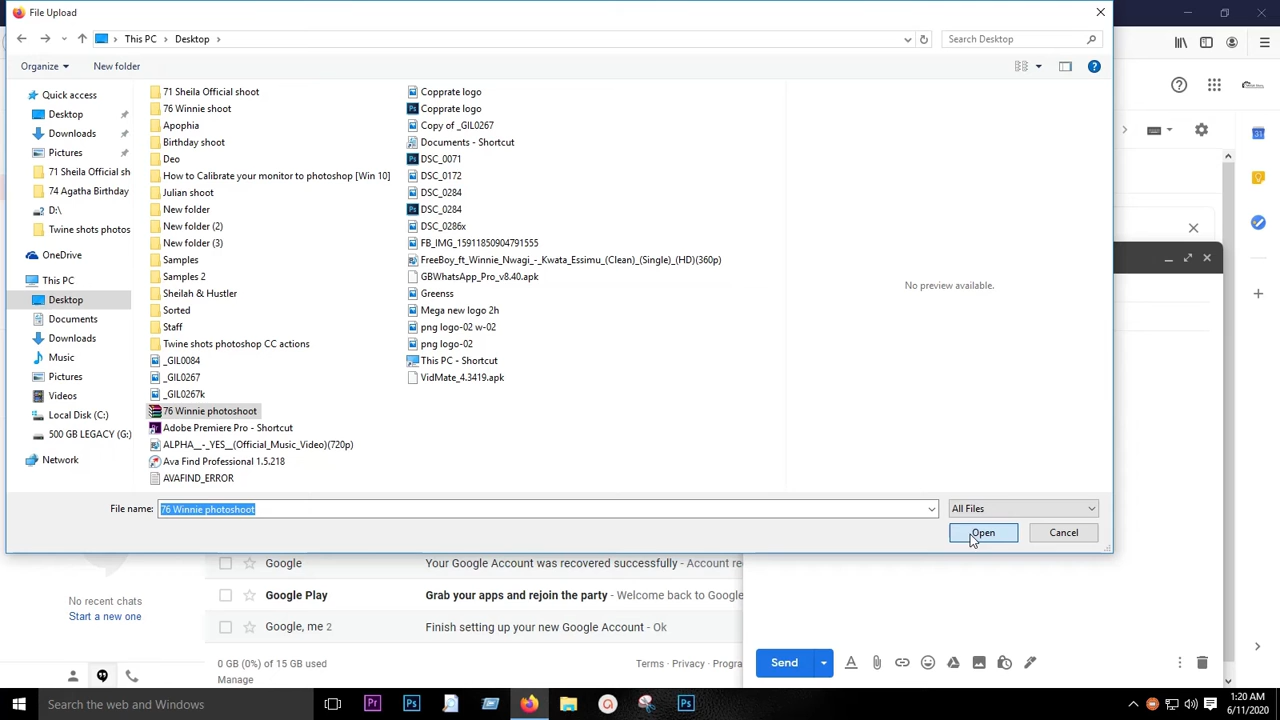 File Upload
This PC
Desktop
Search Desktop
Organize
New folder
Quick access
Desktop
Downloads
Pictures
71 Sheila Official sh
74 Agatha Birthday
D:\
Twine shots photos
OneDrive
This PC
Desktop
Documents
Downloads
Music
Pictures
Videos
Local Disk (C:)
500 GB LEGACY (G:)
Network
71 Sheila Official shoot
76 Winnie shoot
Apophia
Birthday shoot
Deo
How to Calibrate your monitor to photoshop [Win 10]
Julian shoot
New folder
New folder (2)
New folder (3)
Samples
Samples 2
Sheilah & Hustler
Sorted
Staff
Twine shots photoshop CC actions
_GIL0084
_GIL0267
_GIL0267k
76 Winnie photoshoot
Adobe Premiere Pro - Shortcut
ALPHA__-_YES__(Official_Music_Video)(720p)
Ava Find Professional 1.5.218
AVAFIND_ERROR
Copprate logo
Copprate logo
Copy of _GIL0267
Documents - Shortcut
DSC_0071
DSC_0172
DSC_0284
DSC_0284
DSC_0286x
FB_IMG_15911850904791555
FreeBoy_ft_Winnie_Nwagi_-_Kwata_Essimu_(Clean)_(Single)_(HD)(360p)
GBWhatsApp_Pro_v8.40.apk
Greenss
Mega new logo 2h
png logo-02 w-02
png logo-02
This PC - Shortcut
VidMate_4.3419.apk
No preview available.
File name:
76 Winnie photoshoot
All Files
Open
Cancel
No recent chats
Start a new one
Google
Your Google Account was recovered successfully - Account re
Google Play
Grab your apps and rejoin the party - Welcome back to Google
Google, me 2
Finish setting up your new Google Account - Ok
0 GB (0%) of 15 GB used
Manage
Terms · Privacy · Progra
Send
Search the web and Windows
1:20 AM
6/11/2020